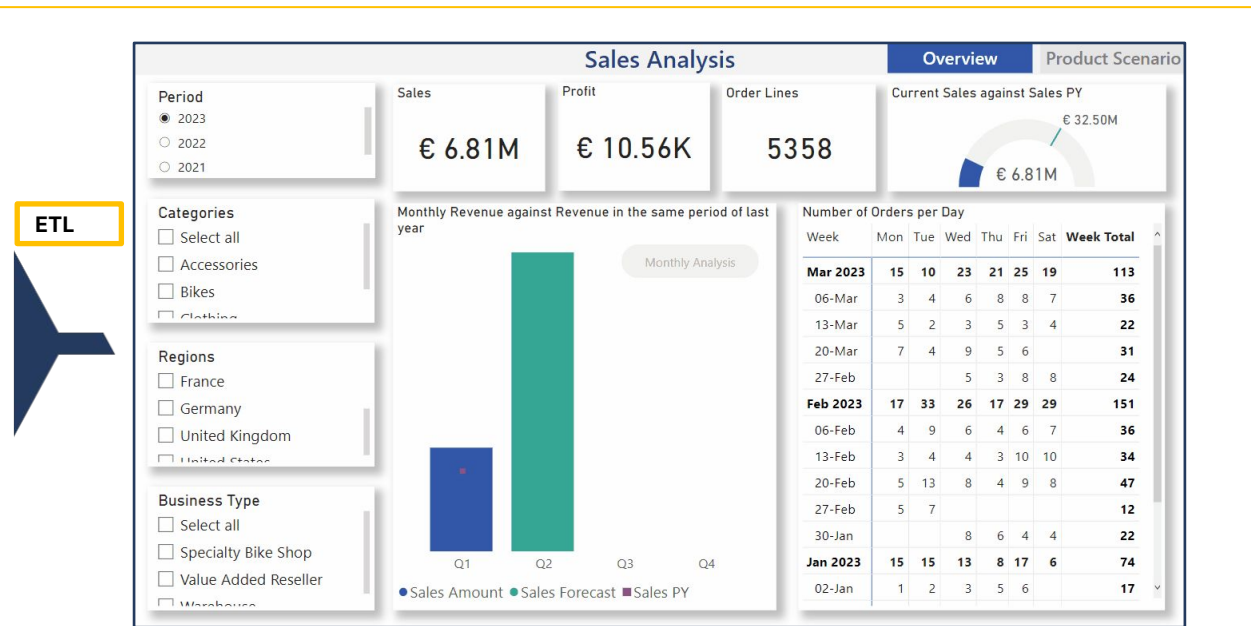 Sales Analysis
Overview
Product Scenario
Period
2023
2022
2021
Sales
€ 6.81M
Profit
€ 10.56K
Order Lines
5358
Current Sales against Sales PY
€ 32.50M
€ 6.81M
ETL
Categories
Select all
Accessories
Bikes
Clothing
Regions
France
Germany
United Kingdom
United States
Business Type
Select all
Specialty Bike Shop
Value Added Reseller
Warehouse
Monthly Revenue against Revenue in the same period of last
year
Monthly Analysis
Q1 Q2 Q3 Q4
Sales Amount Sales Forecast Sales PY
Number of Orders per Day
Week Mon Tue Wed Thu Fri Sat Week Total
Mar 2023 15 10 23 21 25 19 113
06-Mar 3 4 6 8 8 7 36
13-Mar 5 2 3 5 3 4 22
20-Mar 7 4 9 5 6 31
27-Feb 5 3 8 8 24
Feb 2023 17 33 26 17 29 29 151
06-Feb 4 9 6 4 6 7 36
13-Feb 3 4 4 3 10 10 34
20-Feb 5 13 8 4 9 8 47
27-Feb 5 7 12
30-Jan 8 6 4 4 22
Jan 2023 15 15 13 8 17 6 74
02-Jan 1 2 3 5 6 17